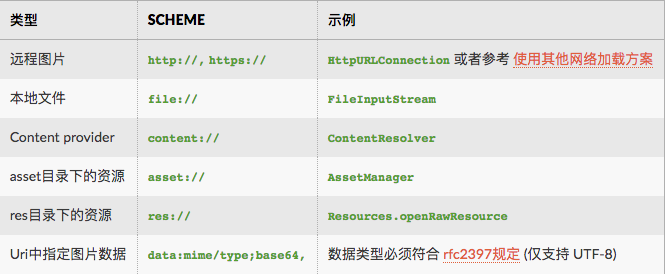 类型 SCHEME 示例
远程图片 http://, https:// HttpURLConnection 或者参考 使用其他网络加载方案
本地文件 file:// FileInputStream
Content provider content:// ContentResolver
asset目录下的资源 asset:// AssetManager
res目录下的资源 res:// Resources.openRawResource
Uri中指定图片数据 data:mime/type;base64, 数据类型必须符合 rfc2397规定 (仅支持 UTF-8)